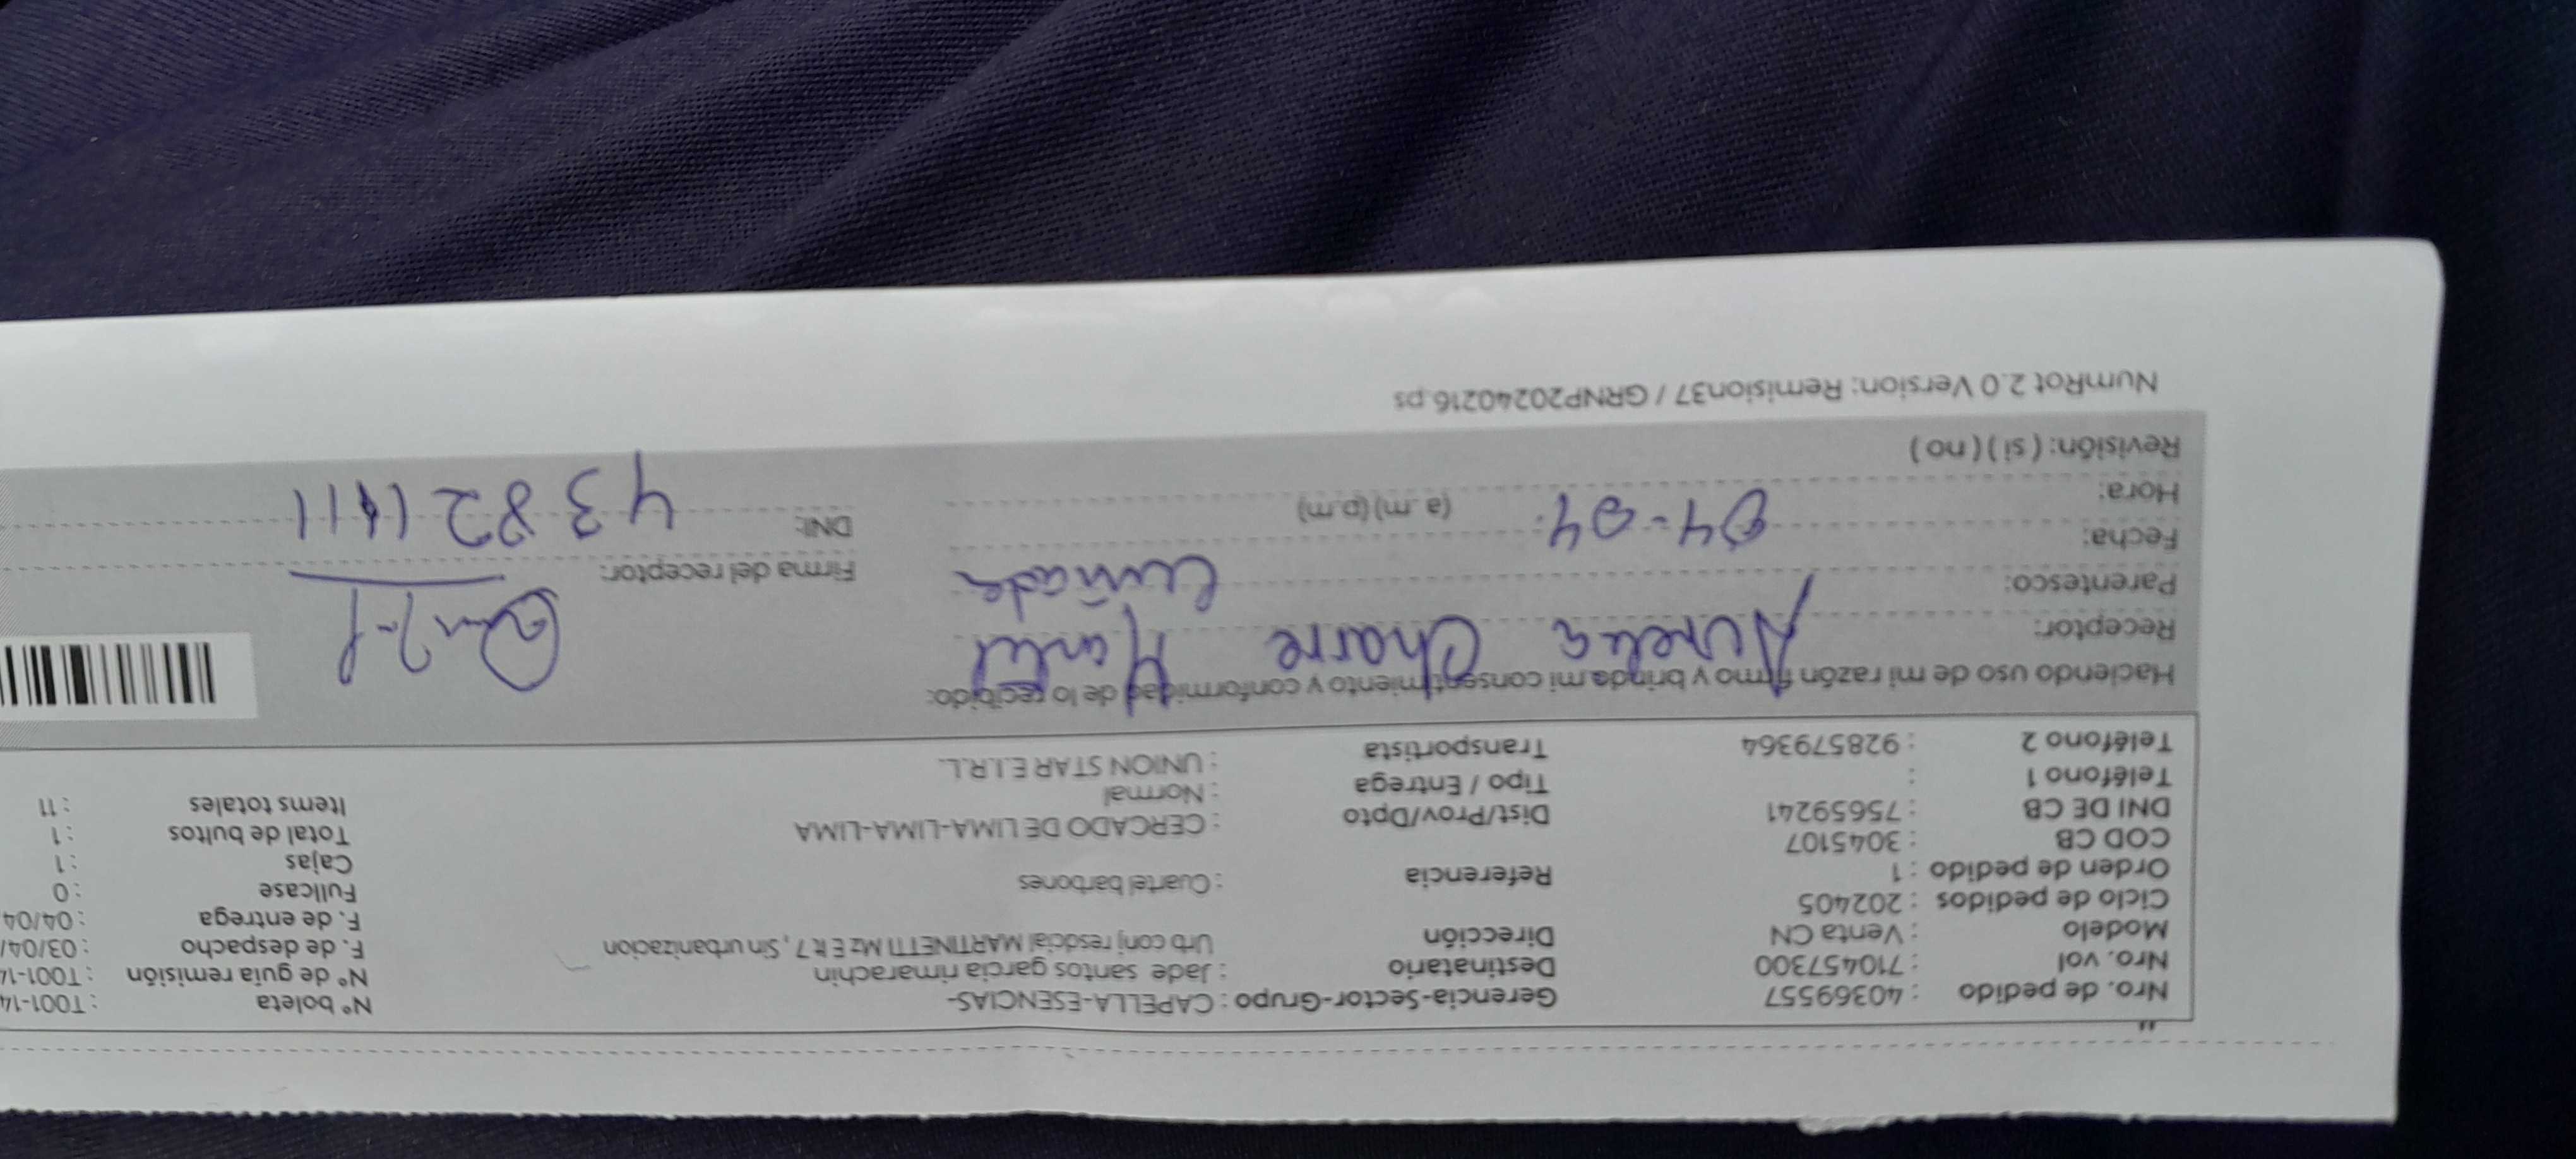 Nro. de pedido : 40369557 Gerencia-Sector-Grupo : CAPELLA-ESENCIAS- N° boleta : T001-14
Nro. vol : 710457300 Destinatario : Jade santos garcia rimarachin N° de guia remisión : T001-14
Modelo : Venta CN Dirección Urb conj resdcial MARTINETTI Mz E lt 7 , Sin urbanizacion F. de despacho : 03/04/
Ciclo de pedidos : 202405 F. de entrega : 04/04
Orden de pedido : 1 Referencia : Cuartel barbones Fullcase : 0
COD CB : 3045107 Cajas : 1
DNI DE CB : 75659241 Dist/Prov/Dpto : CERCADO DE LIMA-LIMA-LIMA Total de bultos : 1
Teléfono 1 : Tipo / Entrega : Normal Items totales : 11
Teléfono 2 : 928579364 Transportista : UNION STAR E.I.R.L.
Haciendo uso de mi razón firmo y brindo mi consentimiento y conformidad de lo recibido:
Receptor: Charre
Parentesco: Cuñada Firma del receptor:
Fecha: 04-04 DNI:
Hora: (a .m) (p.m)
Revisión: ( si ) ( no )
NumRot 2.0 Version: Remision37 / GRNP20240216.ps